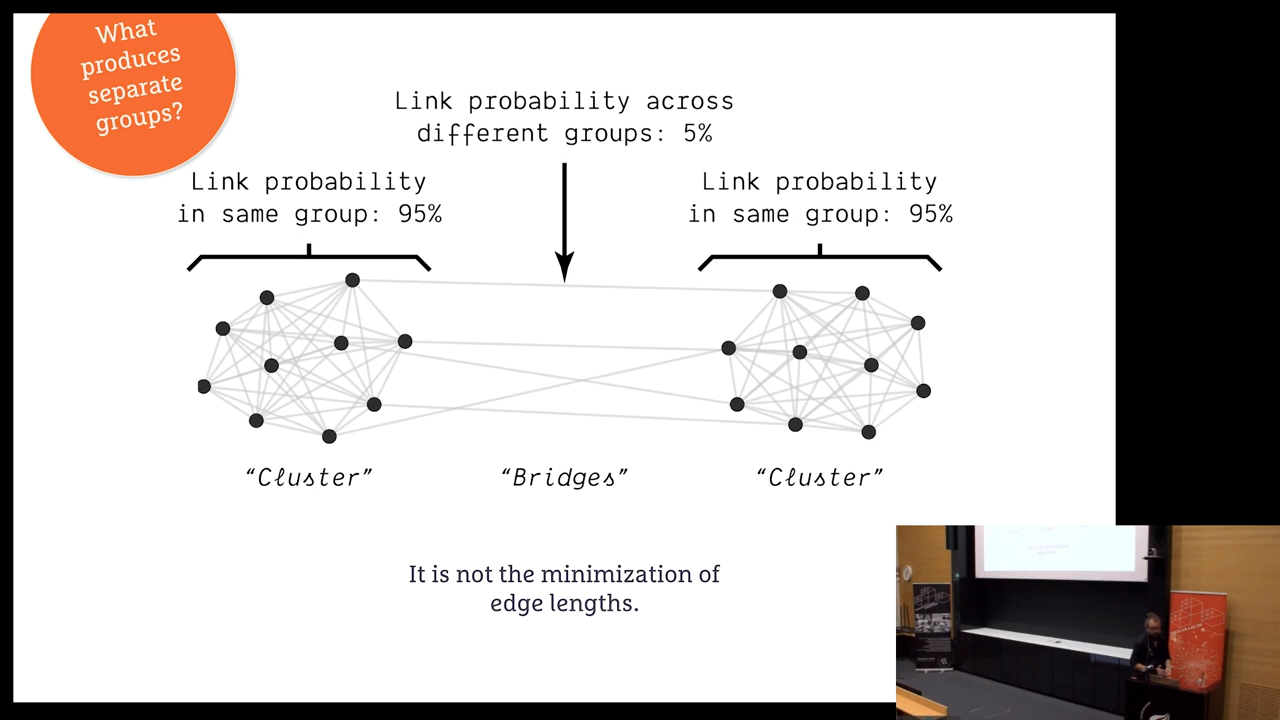 What
produces
separate
groups?
Link probability across
different groups: 5%
Link probability
in same group: 95%
Link probability
in same group: 95%
“Cluster”
“Bridges”
“Cluster”
It is not the minimization of
edge lengths.